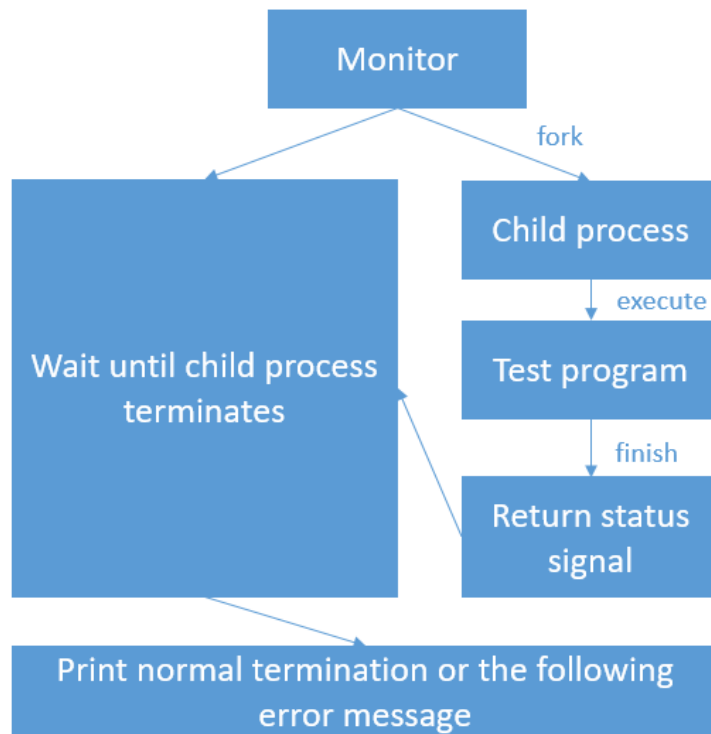 Monitor
fork
Child process
execute
Wait until child process
terminates
Test program
finish
Return status
signal
Print normal termination or the following
error message